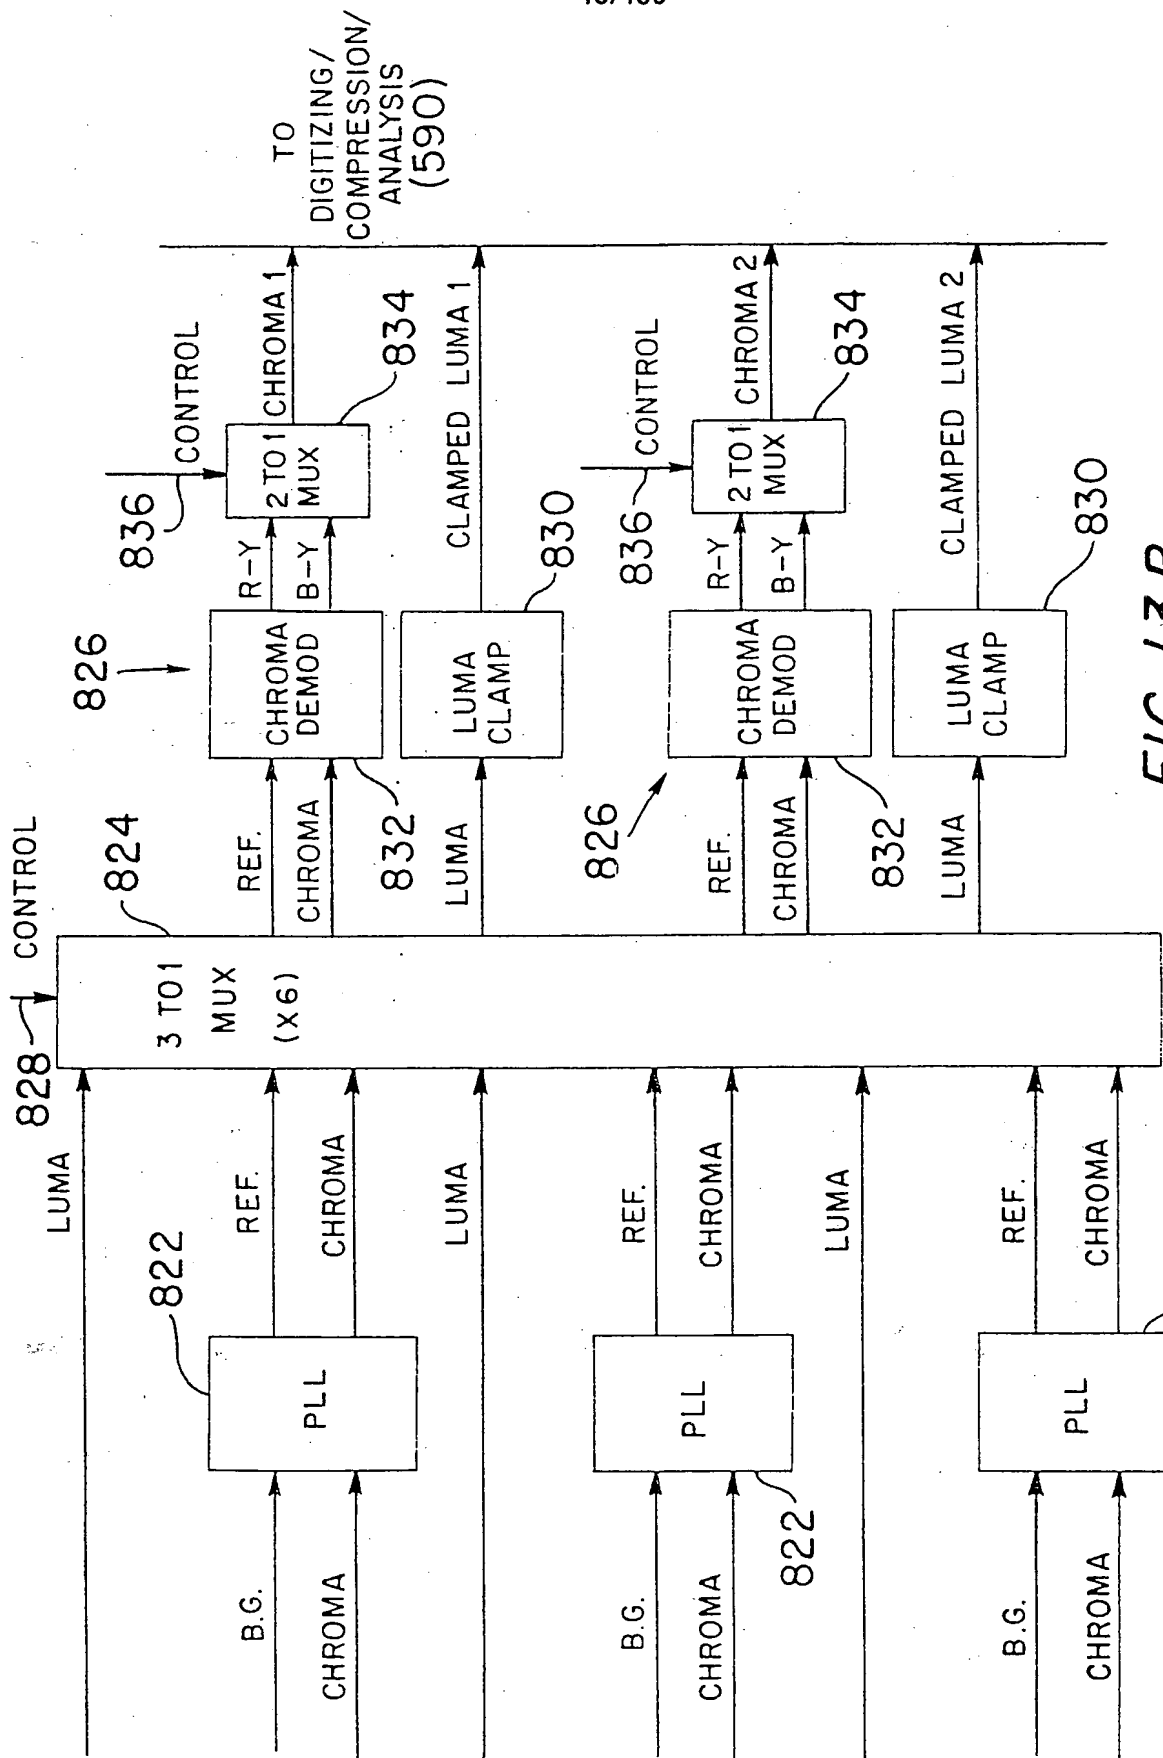 CONTROL
828
824
LUMA
3 TO 1
MUX
(X6)
B.G.
CHROMA
PLL
822
REF.
CHROMA
LUMA
B.G.
CHROMA
PLL
822
REF.
CHROMA
LUMA
B.G.
CHROMA
PLL
REF.
CHROMA
826
REF.
CHROMA
CHROMA
DEMOD
832
R-Y
B-Y
836
CONTROL
2 TO 1
MUX
834
CHROMA 1
LUMA
LUMA
CLAMP
830
CLAMPED LUMA 1
826
REF.
CHROMA
CHROMA
DEMOD
832
R-Y
B-Y
836
CONTROL
2 TO 1
MUX
834
CHROMA 2
LUMA
LUMA
CLAMP
830
CLAMPED LUMA 2
TO
DIGITIZING/
COMPRESSION/
ANALYSIS
(590)